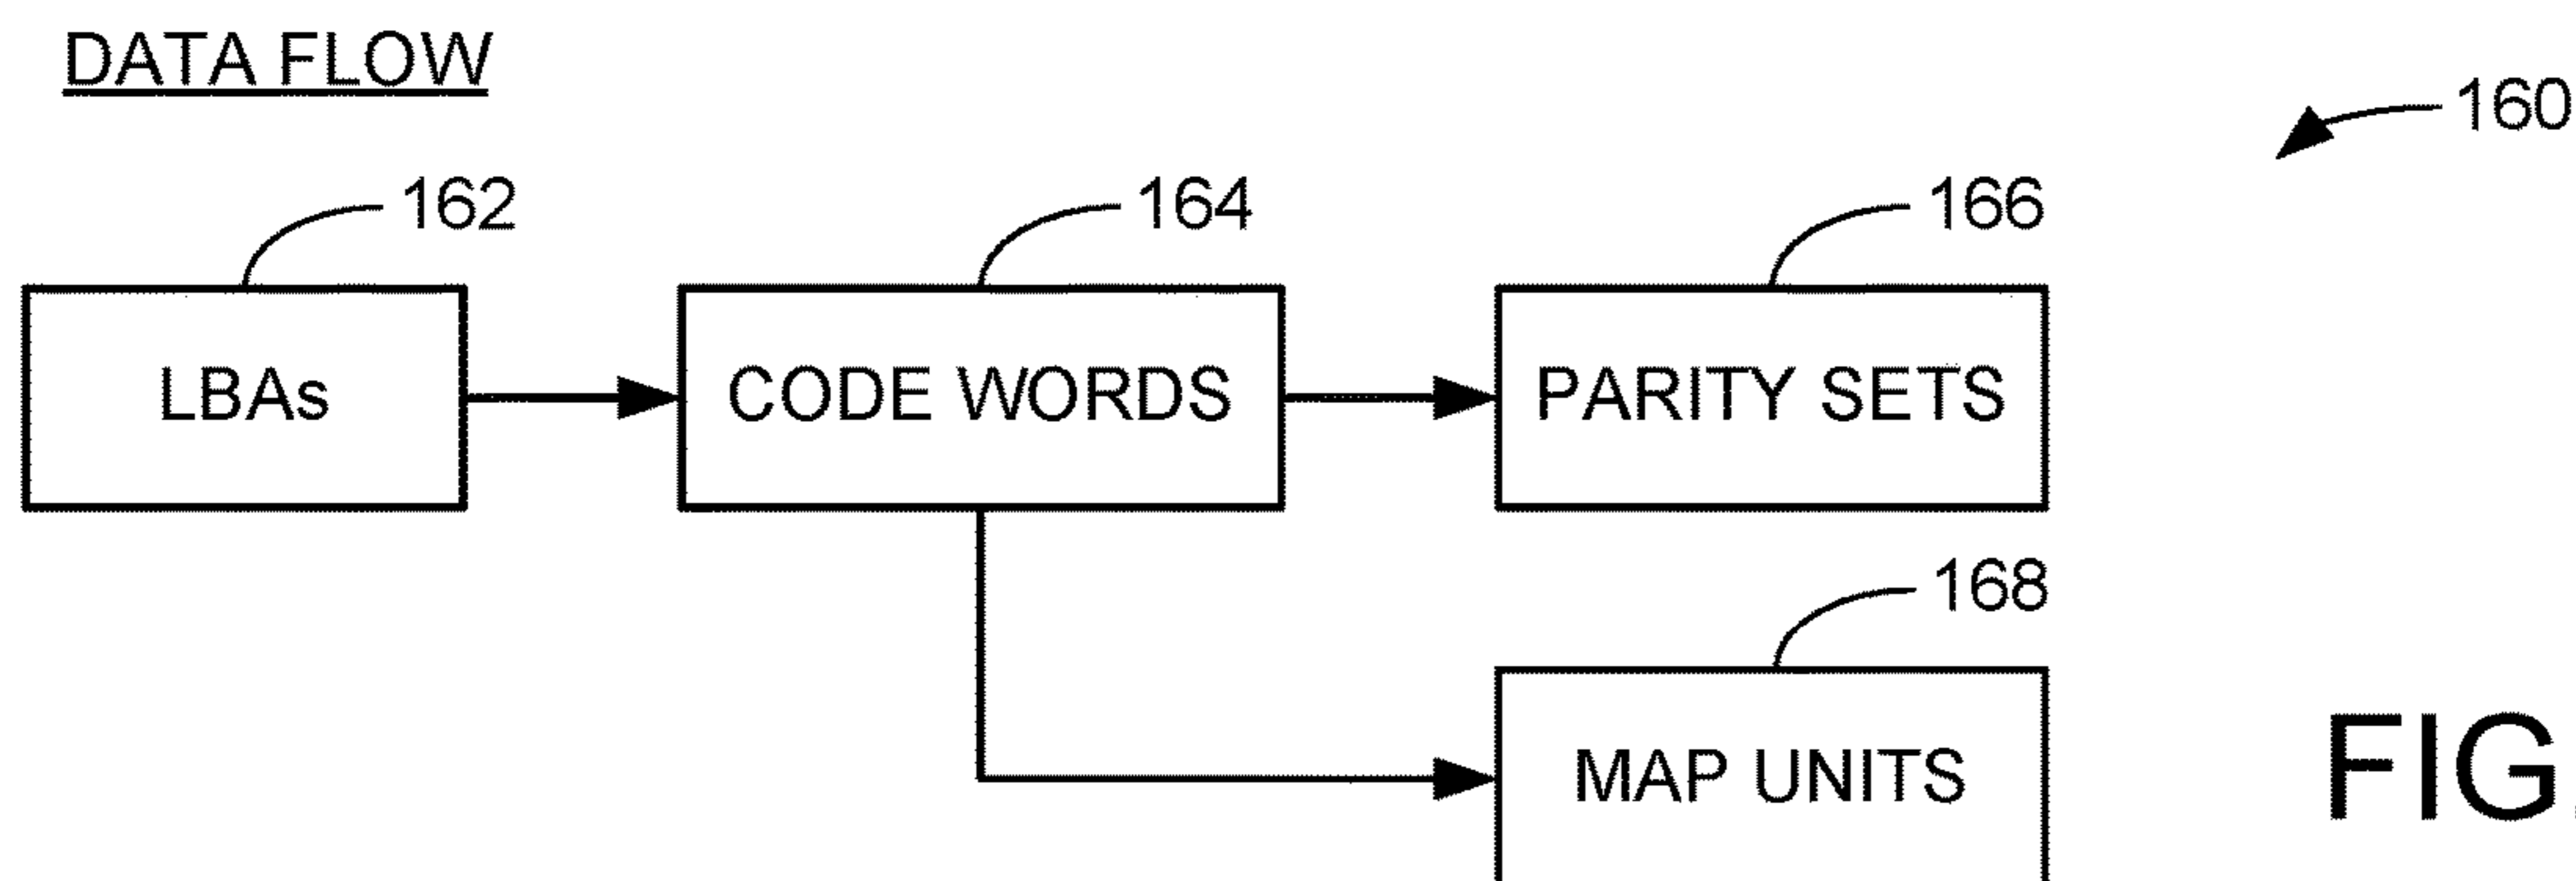 DATA FLOW
160
162
164
166
LBAs
CODE WORDS
PARITY SETS
168
MAP UNITS
FIG.